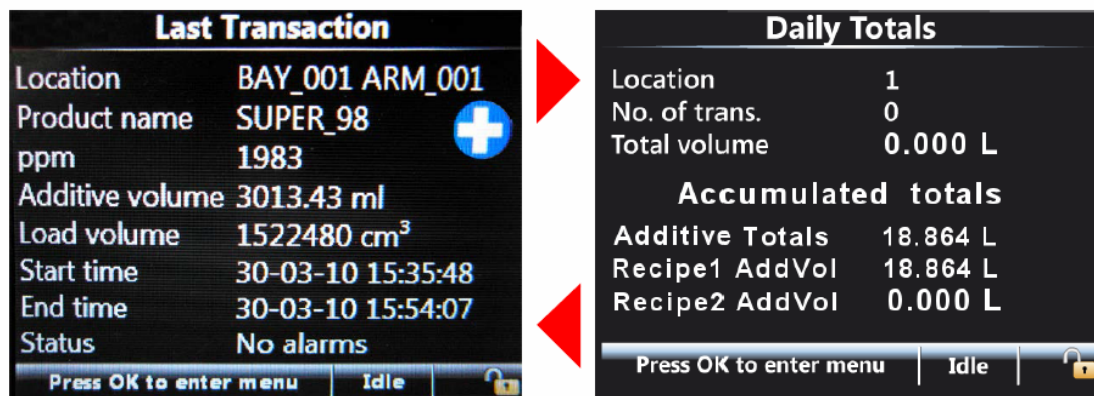 Last Transaction
Location BAY_001 ARM_001
Product name SUPER_98
ppm 1983
Additive volume 3013.43 ml
Load volume 1522480 cm³
Start time 30-03-10 15:35:48
End time 30-03-10 15:54:07
Status No alarms
Press OK to enter menu Idle
Daily Totals
Location 1
No. of trans. 0
Total volume 0.000 L
Accumulated totals
Additive Totals 18.864 L
Recipe1 AddVol 18.864 L
Recipe2 AddVol 0.000 L
Press OK to enter menu Idle